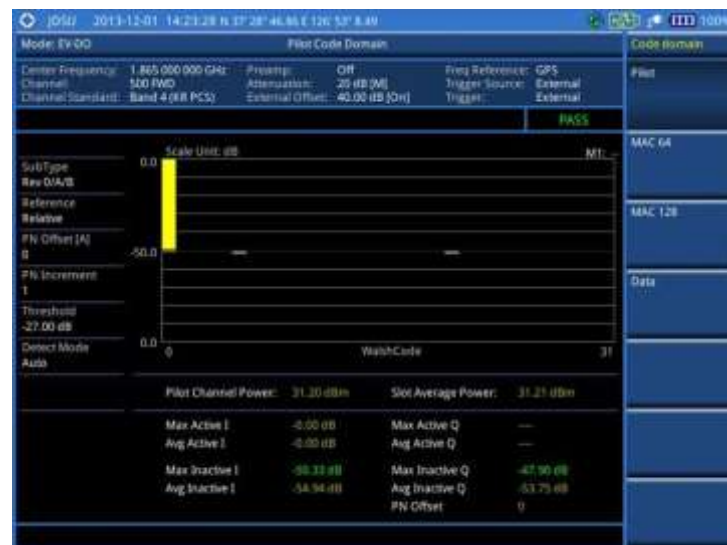 JDSU 2013-12-01 14:23:28 N 37° 28' 46.86 E 126° 53' 8.49 100%
Mode: EV-DO Pilot Code Domain Code domain
Center Frequency: 1.865 000 000 GHz Preamp: Off Freq Reference: GPS
Channel: 500 FWD Attenuation: 20 dB [M] Trigger Source: External
Channel Standard: Band 4 (KR PCS) External Offset: 40.00 dB [On] Trigger: External
PASS
Pilot
MAC 64
MAC 128
Data
Scale Unit: dB M1: --
SubType
Rev 0/A/B
Reference
Relative
PN Offset [A]
0
PN Increment
1
Threshold
-27.00 dB
Detect Mode
Auto
0.0
-50.0
0.0
0 WalshCode 31
Pilot Channel Power: 31.20 dBm Slot Average Power: 31.21 dBm
Max Active I -0.00 dB Max Active Q ---
Avg Active I -0.00 dB Avg Active Q ---
Max Inactive I -50.33 dB Max Inactive Q -47.90 dB
Avg Inactive I -54.94 dB Avg Inactive Q -53.75 dB
PN Offset 0